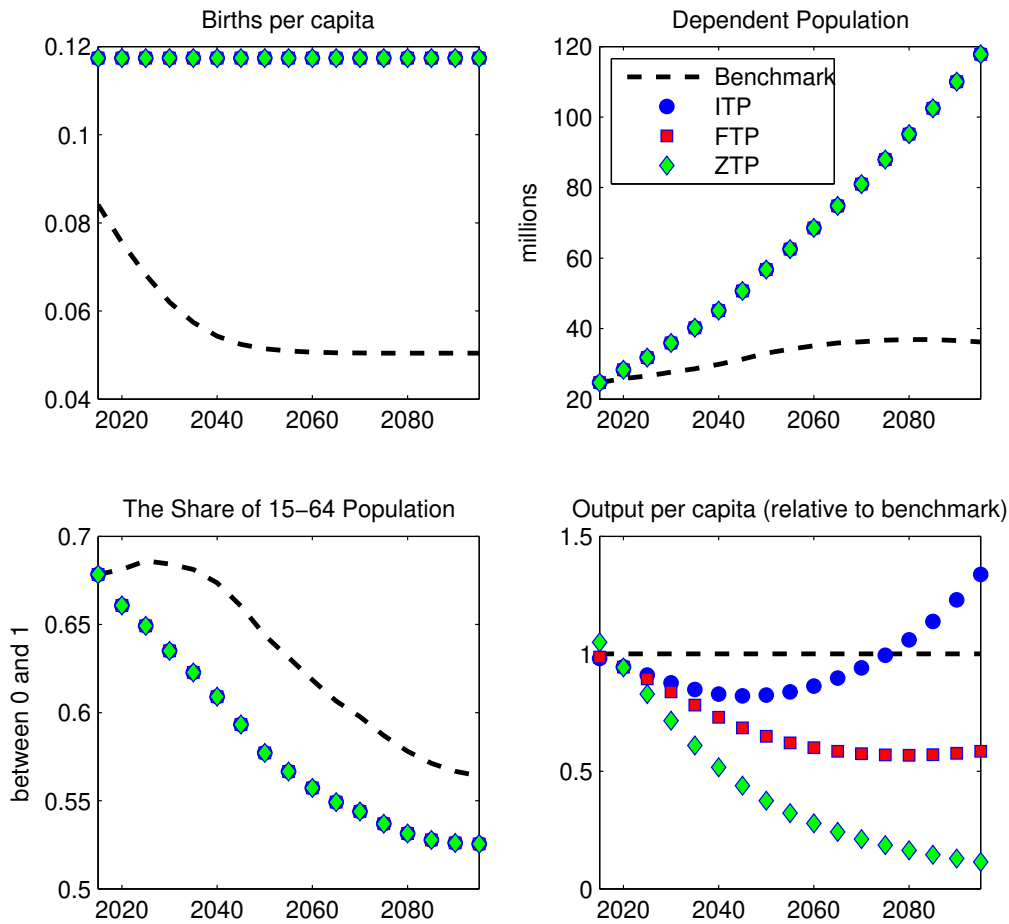 Births per capita
0.12
0.1
0.08
0.06
0.04
2020 2040 2060 2080
Dependent Population
millions
120
100
80
60
40
20
2020 2040 2060 2080
Benchmark
ITP
FTP
ZTP
The Share of 15−64 Population
between 0 and 1
0.7
0.65
0.6
0.55
0.5
2020 2040 2060 2080
Output per capita (relative to benchmark)
1.5
1
0.5
0
2020 2040 2060 2080